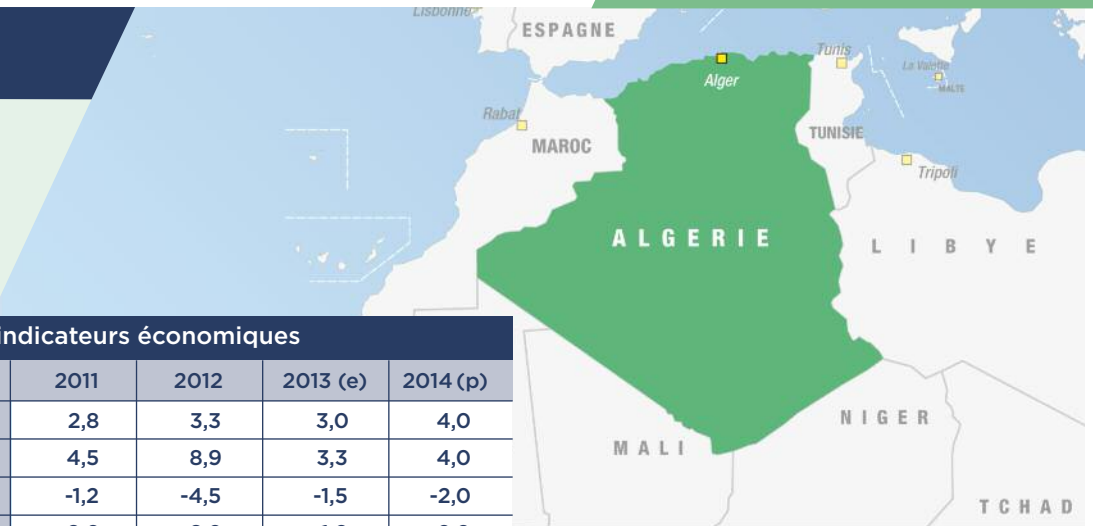 Lisbonne
ESPAGNE
Tunis
La Valette
MALTE
Alger
Rabat
MAROC
TUNISIE
Tripoli
ALGERIE
LIBYE
indicateurs économiques
2011 2012 2013 (e) 2014 (p)
2,8 3,3 3,0 4,0
4,5 8,9 3,3 4,0
-1,2 -4,5 -1,5 -2,0
NIGER
MALI
TCHAD